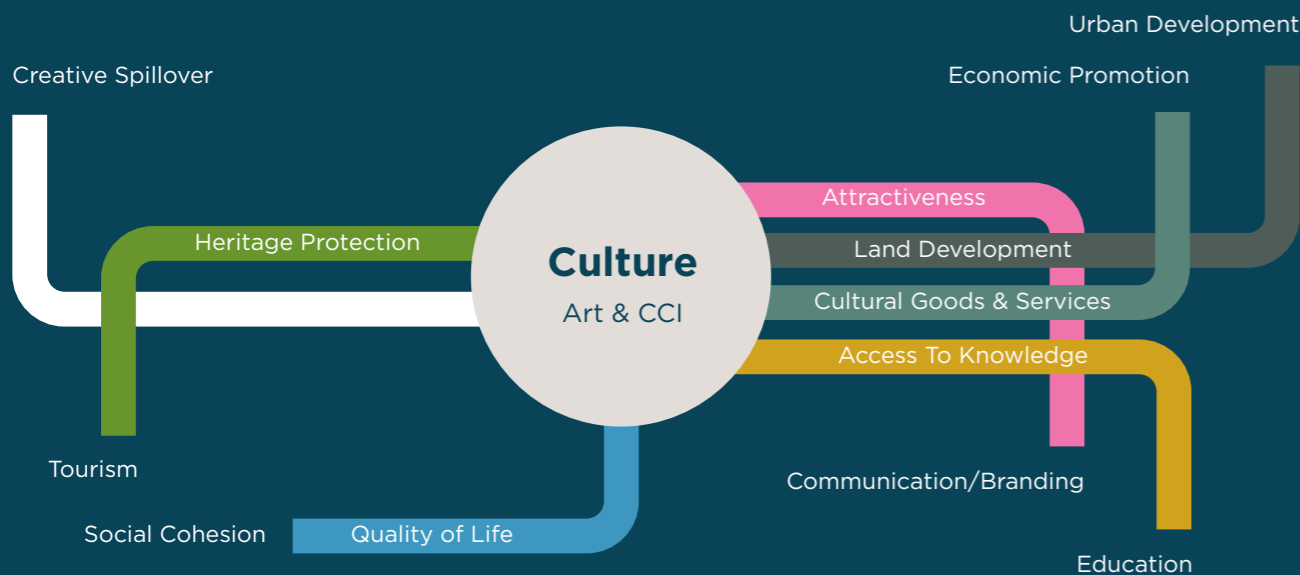 Urban Development
Creative Spillover
Economic Promotion
Attractiveness
Heritage Protection
Land Development
Culture
Art & CCI
Cultural Goods & Services
Access To Knowledge
Tourism
Communication/Branding
Social Cohesion
Quality of Life
Education